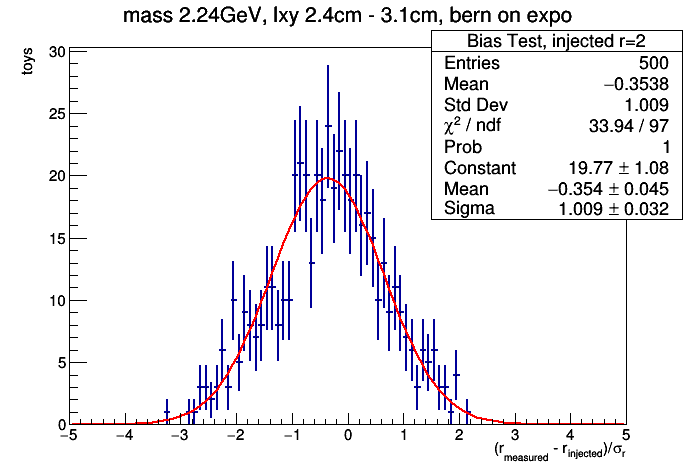 mass 2.24GeV, lxy 2.4cm - 3.1cm, bern on expo
Bias Test, injected r=2
Entries 500
Mean −0.3538
Std Dev 1.009
χ² / ndf 33.94 / 97
Prob 1
Constant 19.77 ± 1.08
Mean −0.354 ± 0.045
Sigma 1.009 ± 0.032
toys
30
25
20
15
10
5
0
−5 −4 −3 −2 −1 0 1 2 3 4 5
(r_measured - r_injected)/σ_r